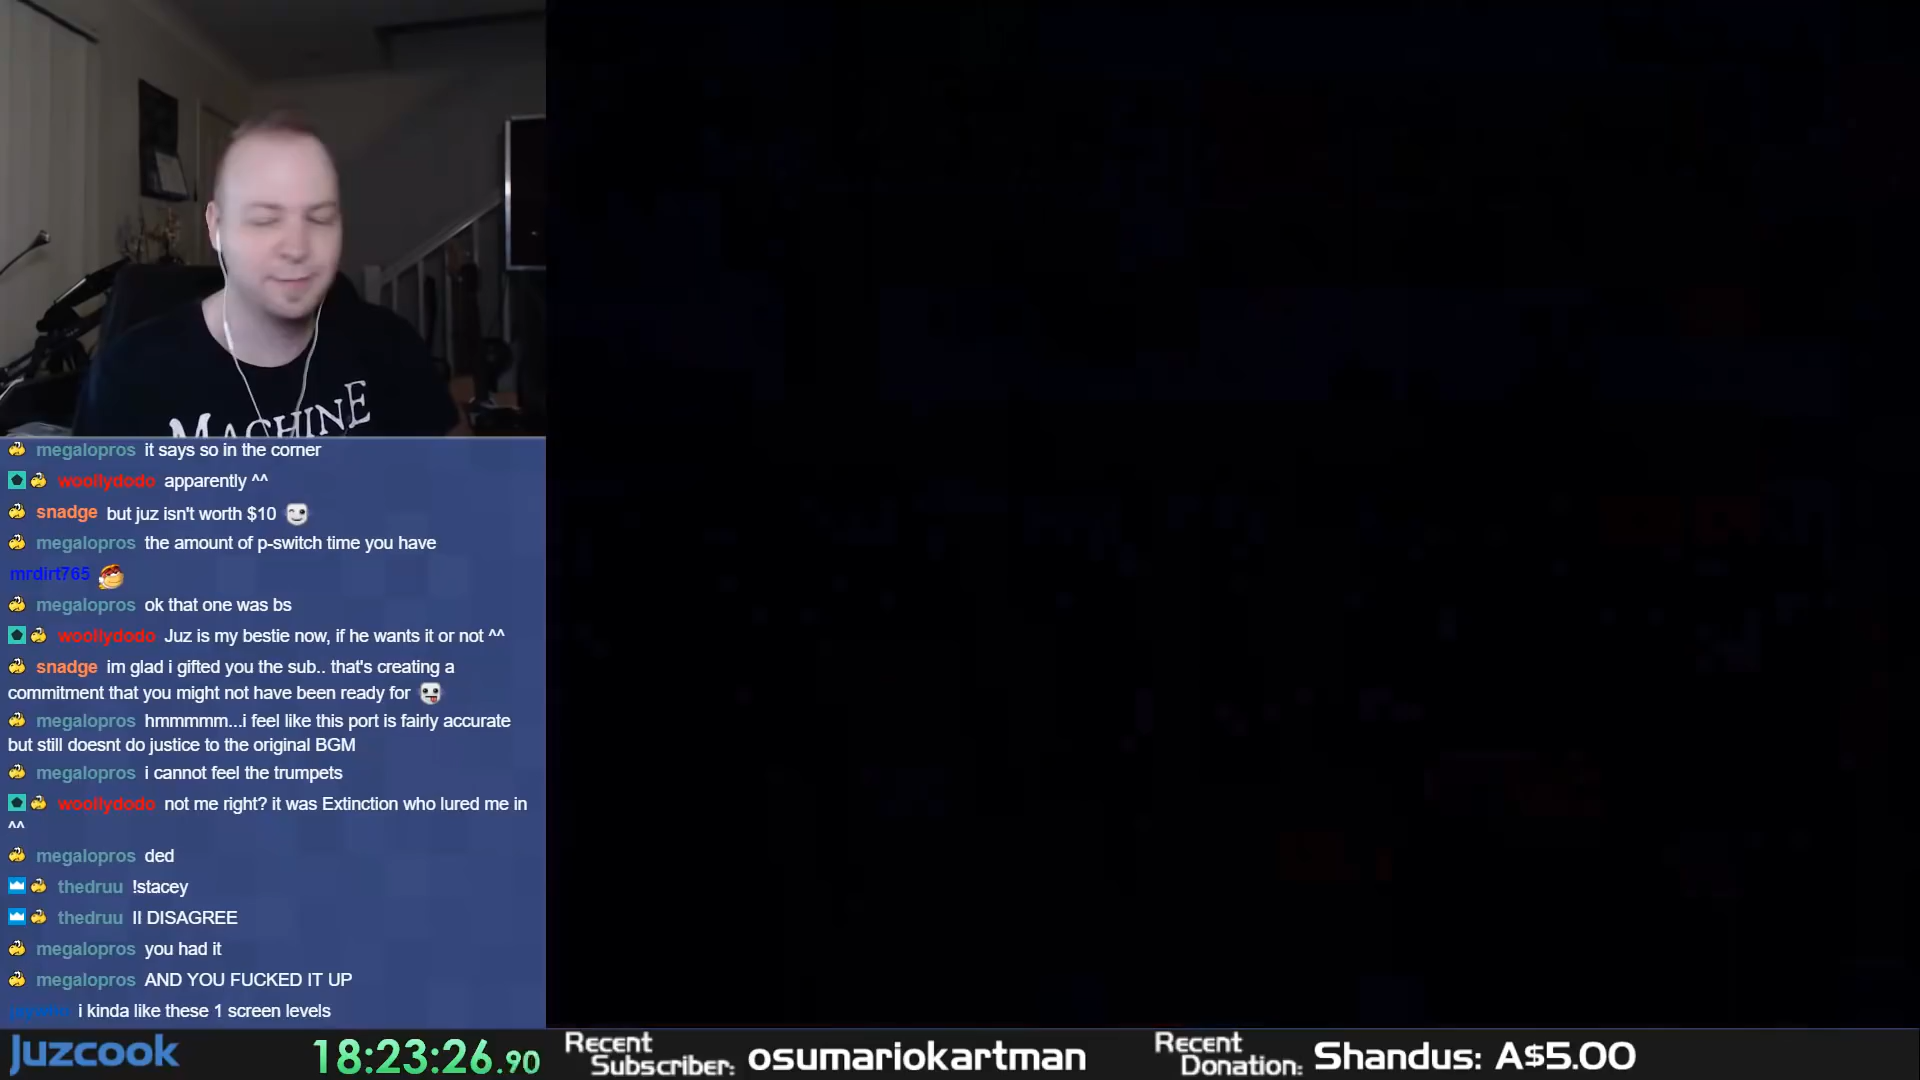 MACHINE
megalopros it says so in the corner
woollydodo apparently ^^
snadge but juz isn't worth $10
megalopros the amount of p-switch time you have
mrdirt765
megalopros ok that one was bs
woollydodo Juz is my bestie now, if he wants it or not ^^
snadge im glad i gifted you the sub.. that's creating a
commitment that you might not have been ready for
megalopros hmmmmm...i feel like this port is fairly accurate
but still doesnt do justice to the original BGM
megalopros i cannot feel the trumpets
woollydodo not me right? it was Extinction who lured me in
^^
megalopros ded
thedruu !stacey
thedruu II DISAGREE
megalopros you had it
megalopros AND YOU FUCKED IT UP
i kinda like these 1 screen levels
Juzcook 18:23:26.90 Recent Subscriber: osumariokartman Recent Donation: Shandus: A$5.00